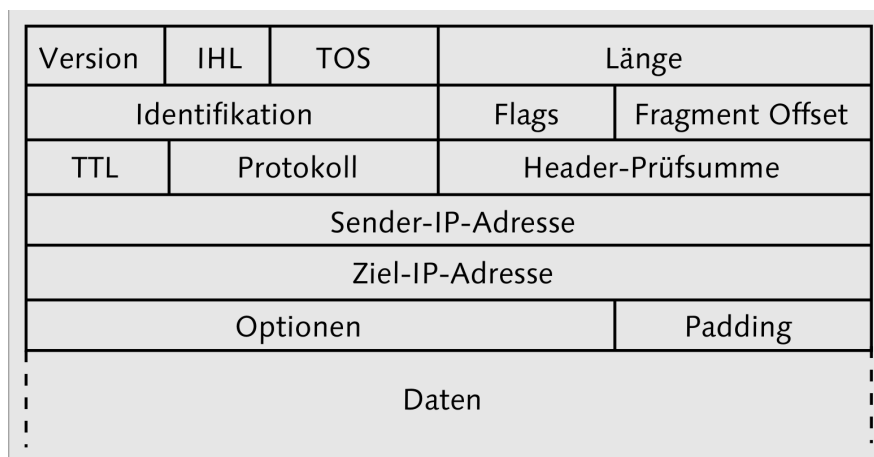 Version IHL TOS Länge
Identifikation Flags Fragment Offset
TTL Protokoll Header-Prüfsumme
Sender-IP-Adresse
Ziel-IP-Adresse
Optionen Padding
Daten